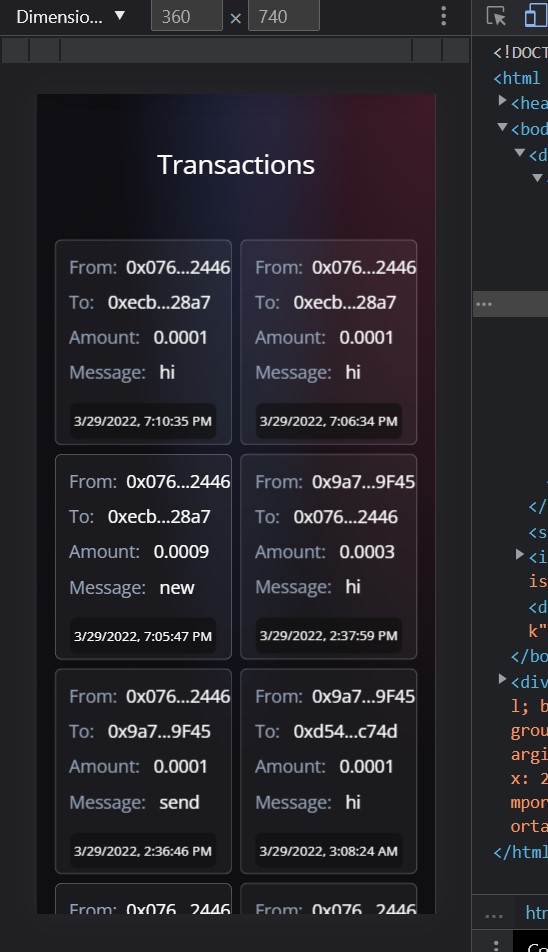 Dimensio... ▼ 360 × 740
Transactions
From: 0x076...2446
To: 0xecb...28a7
Amount: 0.0001
Message: hi
3/29/2022, 7:10:35 PM
From: 0x076...2446
To: 0xecb...28a7
Amount: 0.0001
Message: hi
3/29/2022, 7:06:34 PM
From: 0x076...2446
To: 0xecb...28a7
Amount: 0.0009
Message: new
3/29/2022, 7:05:47 PM
From: 0x9a7...9F45
To: 0x076...2446
Amount: 0.0003
Message: hi
3/29/2022, 2:37:59 PM
From: 0x076...2446
To: 0x9a7...9F45
Amount: 0.0001
Message: send
3/29/2022, 2:36:46 PM
From: 0x9a7...9F45
To: 0xd54...c74d
Amount: 0.0001
Message: hi
3/29/2022, 3:08:24 AM
From: 0x076...2446
From: 0x076...2446
<!DOCT
<html
<hea
<bod
<d
...
</
<s
<i
is
<d
k"
</bo
<div
l; b
grou
argi
x: 2
mpor
orta
</html
... htm
Co